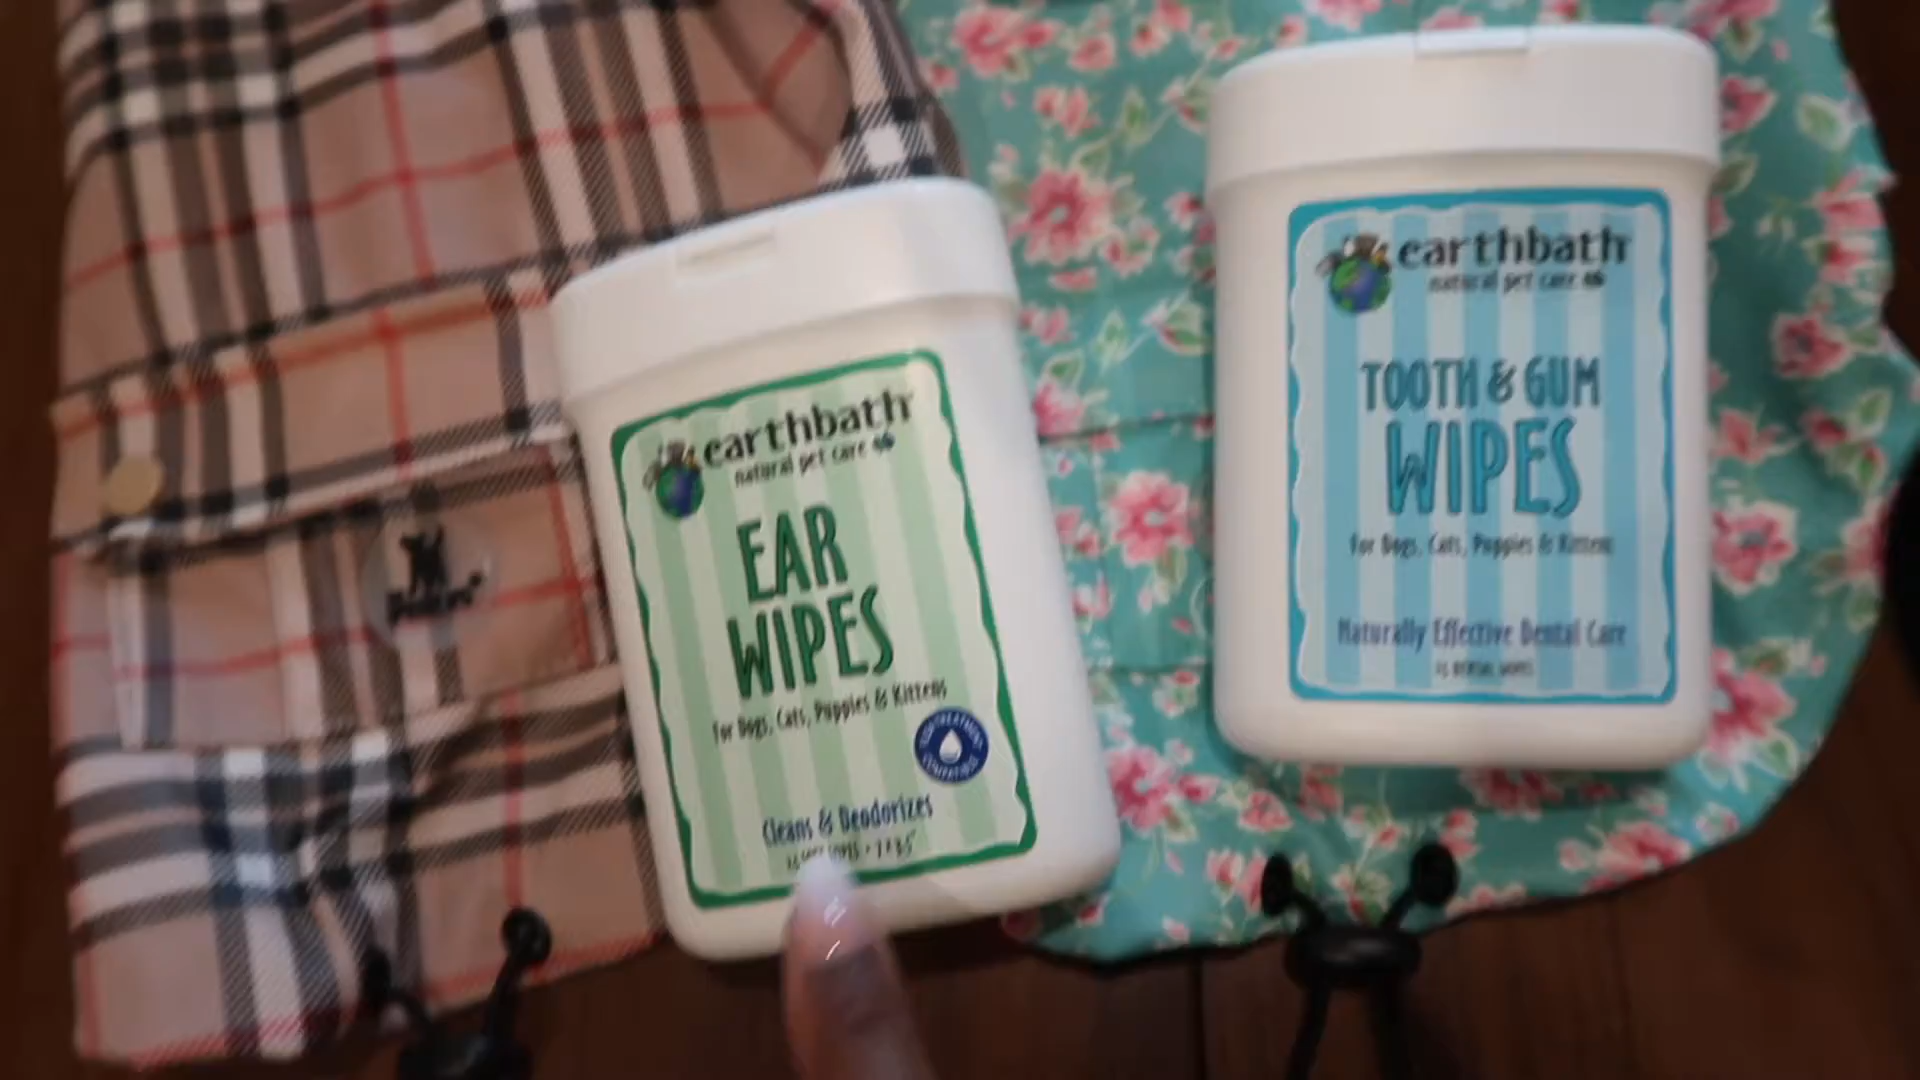 earthbath
natural pet care
EAR
WIPES
For Dogs, Cats, Puppies & Kittens
Cleans & Deodorizes
earthbath
natural pet care
TOOTH & GUM
WIPES
For Dogs, Cats, Puppies & Kittens
Naturally Effective Dental Care